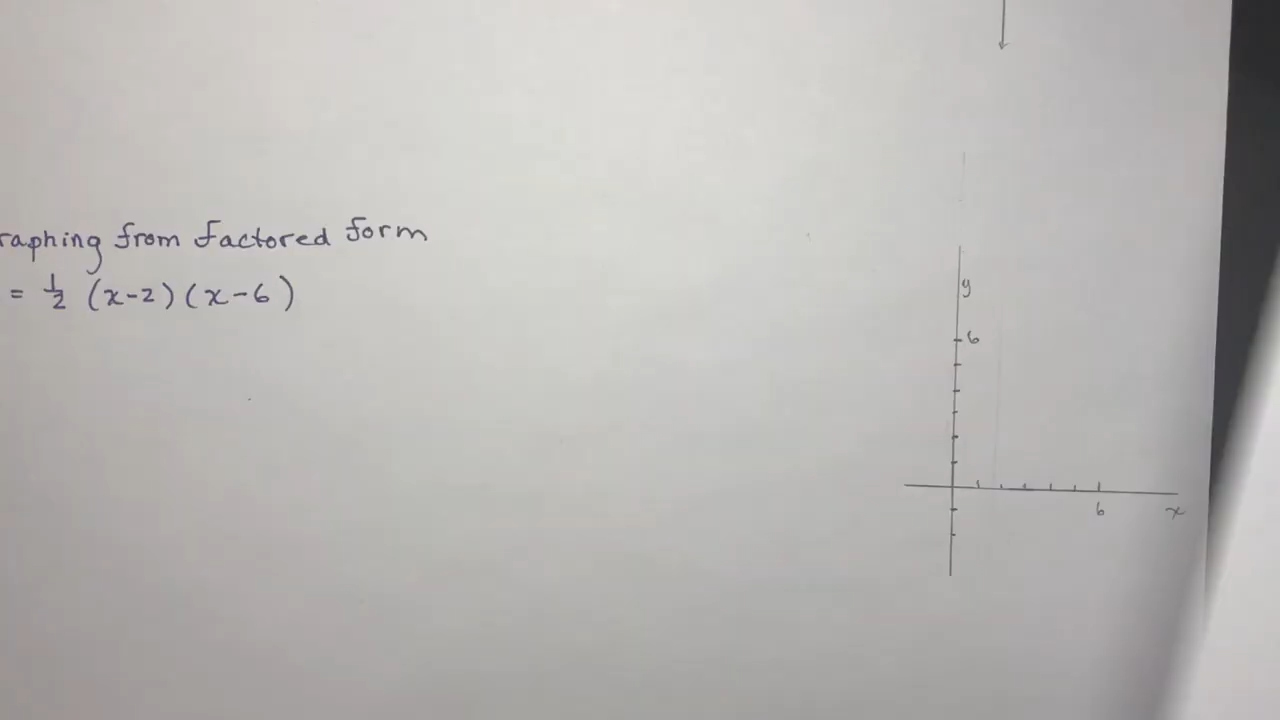 raphing from factored form
= 1/2 (x-2)(x-6)
y
6
6
x